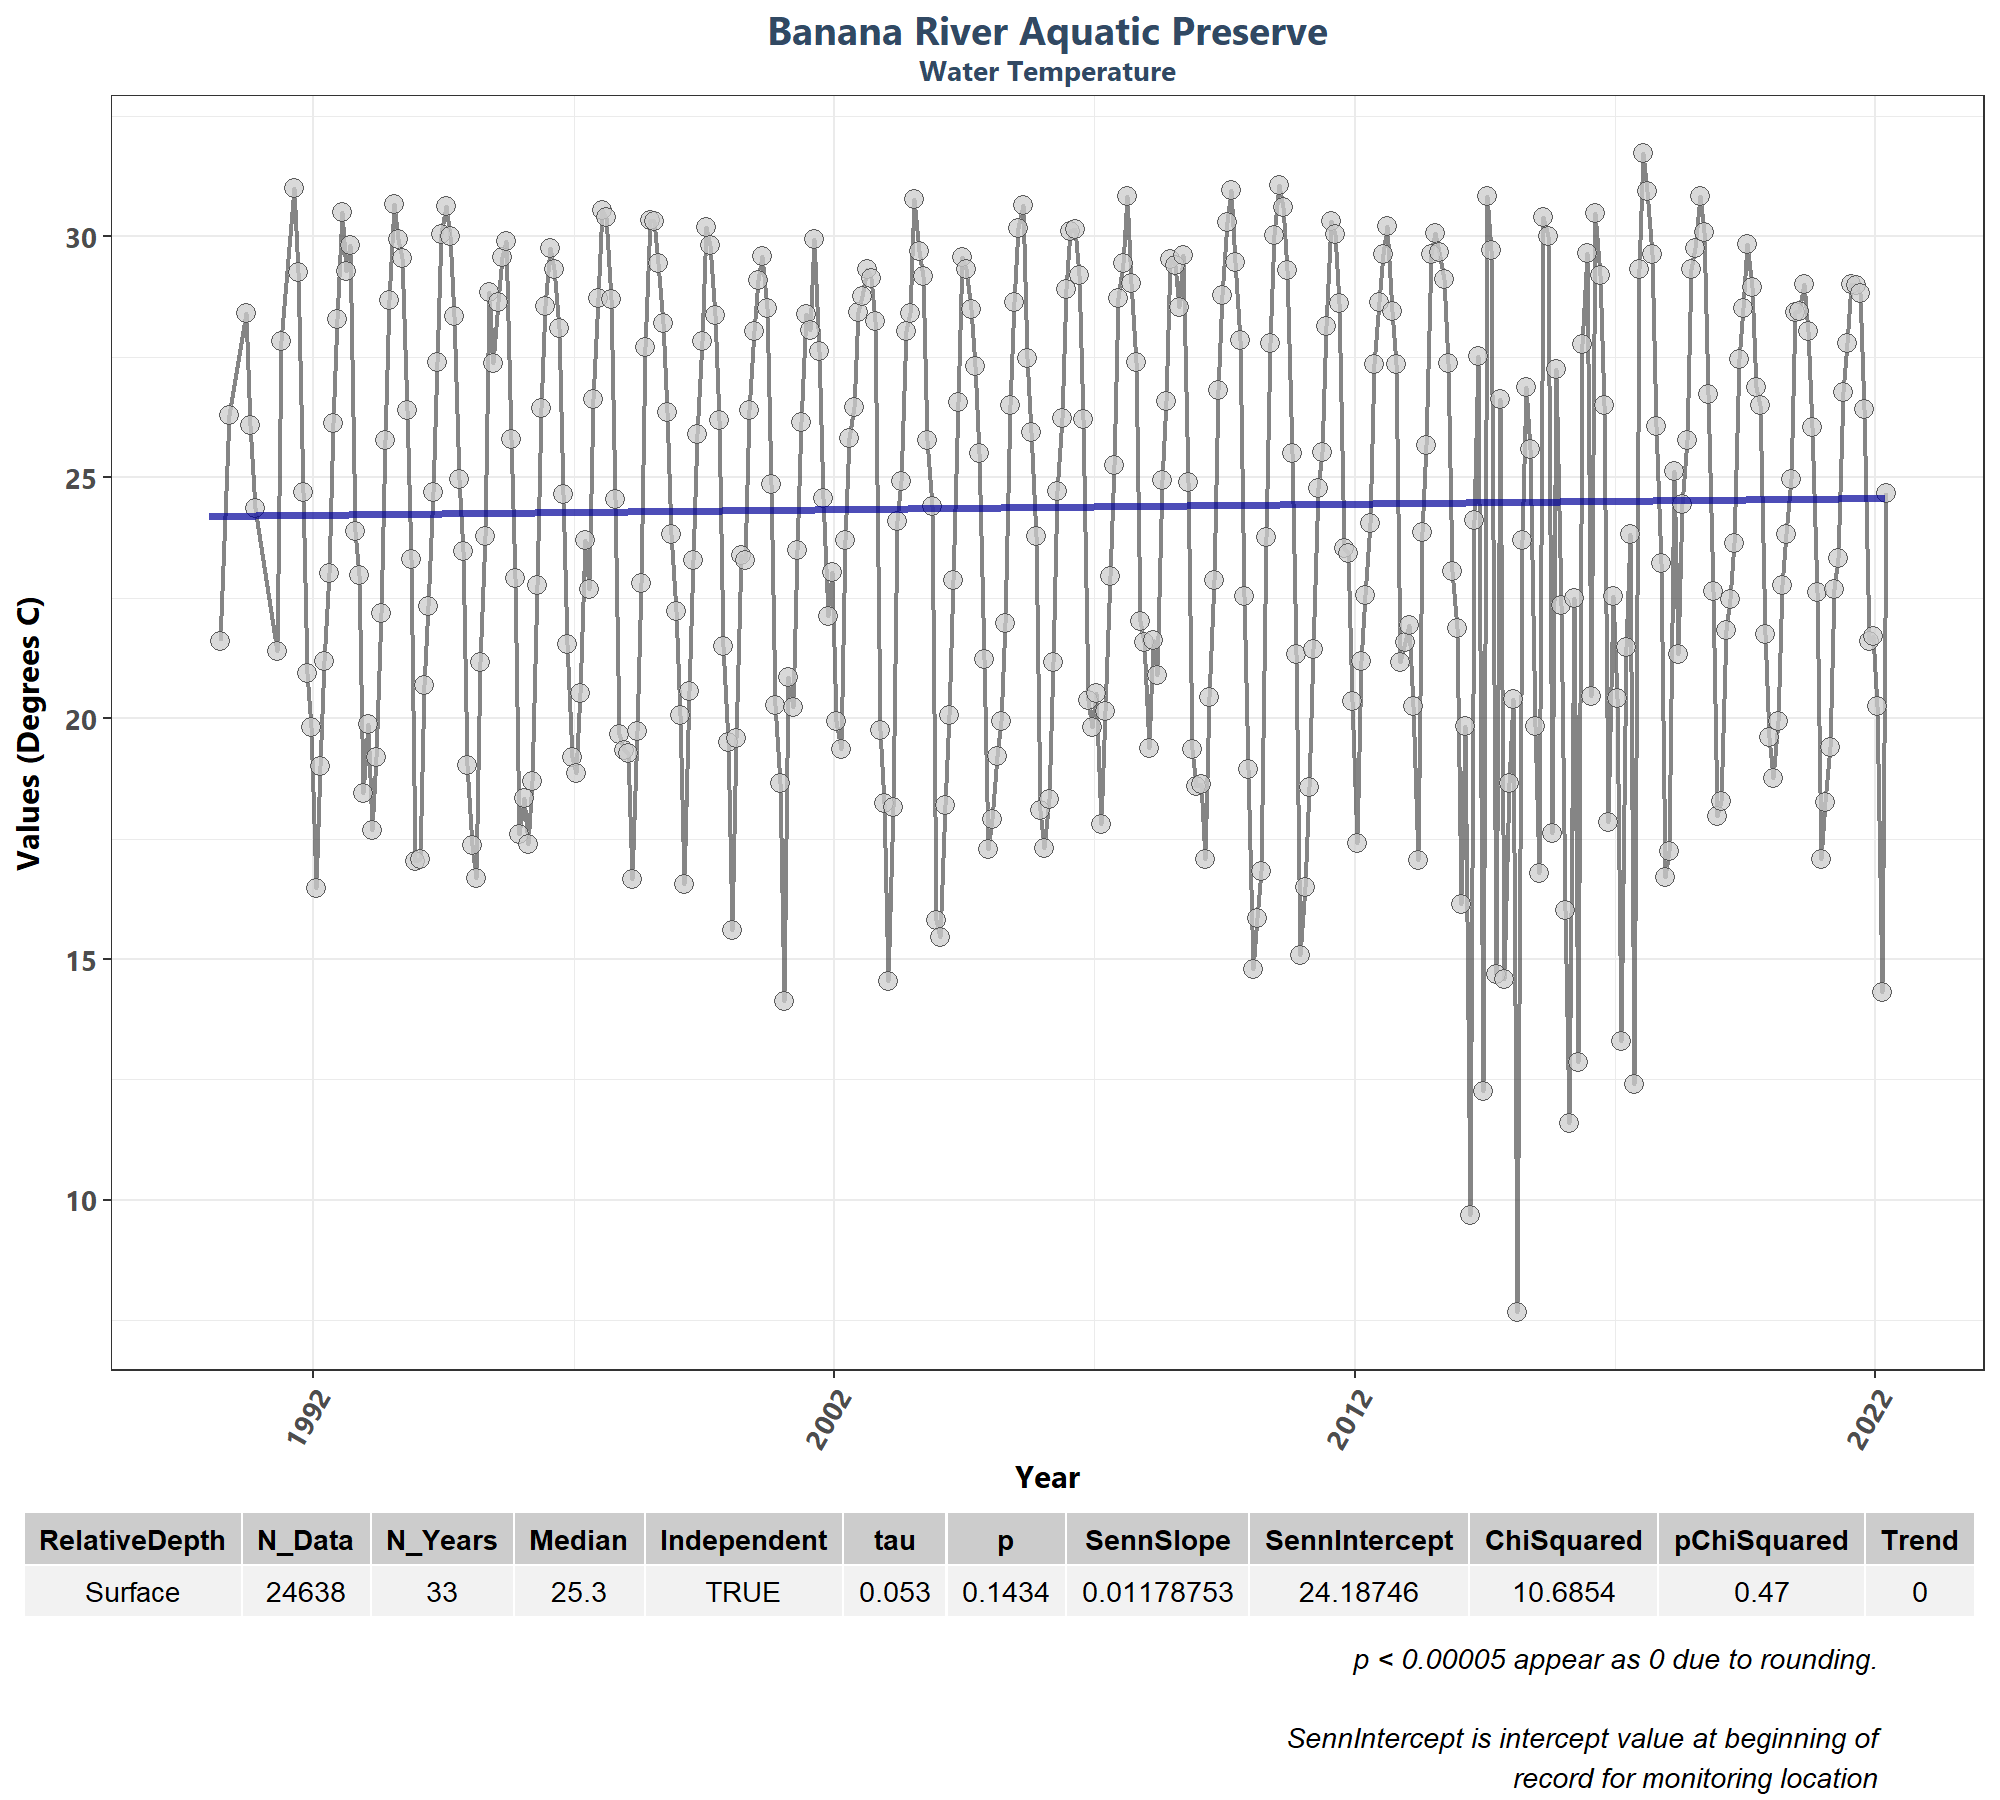 Banana River Aquatic Preserve
Water Temperature
Values (Degrees C)
30
25
20
15
10
1992
2002
2012
2022
Year
RelativeDepth N_Data N_Years Median Independent tau p SennSlope SennIntercept ChiSquared pChiSquared Trend
Surface 24638 33 25.3 TRUE 0.053 0.1434 0.01178753 24.18746 10.6854 0.47 0
p < 0.00005 appear as 0 due to rounding.
SennIntercept is intercept value at beginning of
record for monitoring location